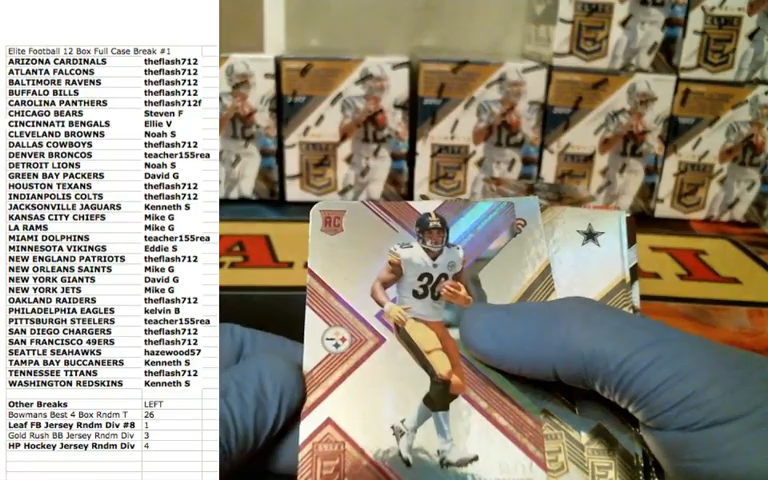 Elite Football 12 Box Full Case Break #1
ARIZONA CARDINALS theflash712
ATLANTA FALCONS theflash712
BALTIMORE RAVENS theflash712
BUFFALO BILLS theflash712
CAROLINA PANTHERS theflash712f
CHICAGO BEARS Steven F
CINCINNATI BENGALS Ellie V
CLEVELAND BROWNS Noah S
DALLAS COWBOYS theflash712
DENVER BRONCOS teacher155rea
DETROIT LIONS Noah S
GREEN BAY PACKERS David G
HOUSTON TEXANS theflash712
INDIANPOLIS COLTS theflash712
JACKSONVILLE JAGUARS Kenneth S
KANSAS CITY CHIEFS Mike G
LA RAMS Mike G
MIAMI DOLPHINS teacher155rea
MINNESOTA VIKINGS Eddie S
NEW ENGLAND PATRIOTS theflash712
NEW ORLEANS SAINTS Mike G
NEW YORK GIANTS David G
NEW YORK JETS Mike G
OAKLAND RAIDERS theflash712
PHILADELPHIA EAGLES kelvin B
PITTSBURGH STEELERS teacher155rea
SAN DIEGO CHARGERS theflash712
SAN FRANCISCO 49ERS theflash712
SEATTLE SEAHAWKS hazewood57
TAMPA BAY BUCCANEERS Kenneth S
TENNESSEE TITANS theflash712
WASHINGTON REDSKINS Kenneth S
Other Breaks LEFT
Bowmans Best 4 Box Rndm T 26
Leaf FB Jersey Rndm Div #8 1
Gold Rush BB Jersey Rndm Div 3
HP Hockey Jersey Rndm Div 4
RC
30
ELITE
12